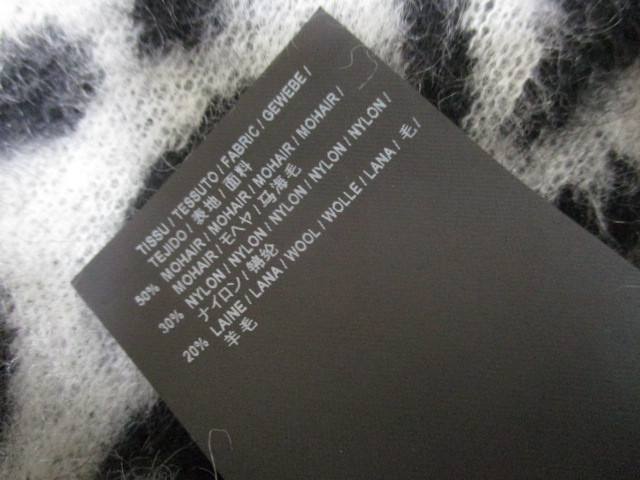 TISSU / TESSUTO / FABRIC / GEWEBE /
TEJIDO / 表地 / 面料
50% MOHAIR / MOHAIR / MOHAIR / MOHAIR /
MOHAIR / モヘヤ / 马海毛
30% NYLON / NYLON / NYLON / NYLON / NYLON /
ナイロン / 锦纶
20% LAINE / LANA / WOOL / WOLLE / LANA / 毛 /
羊毛